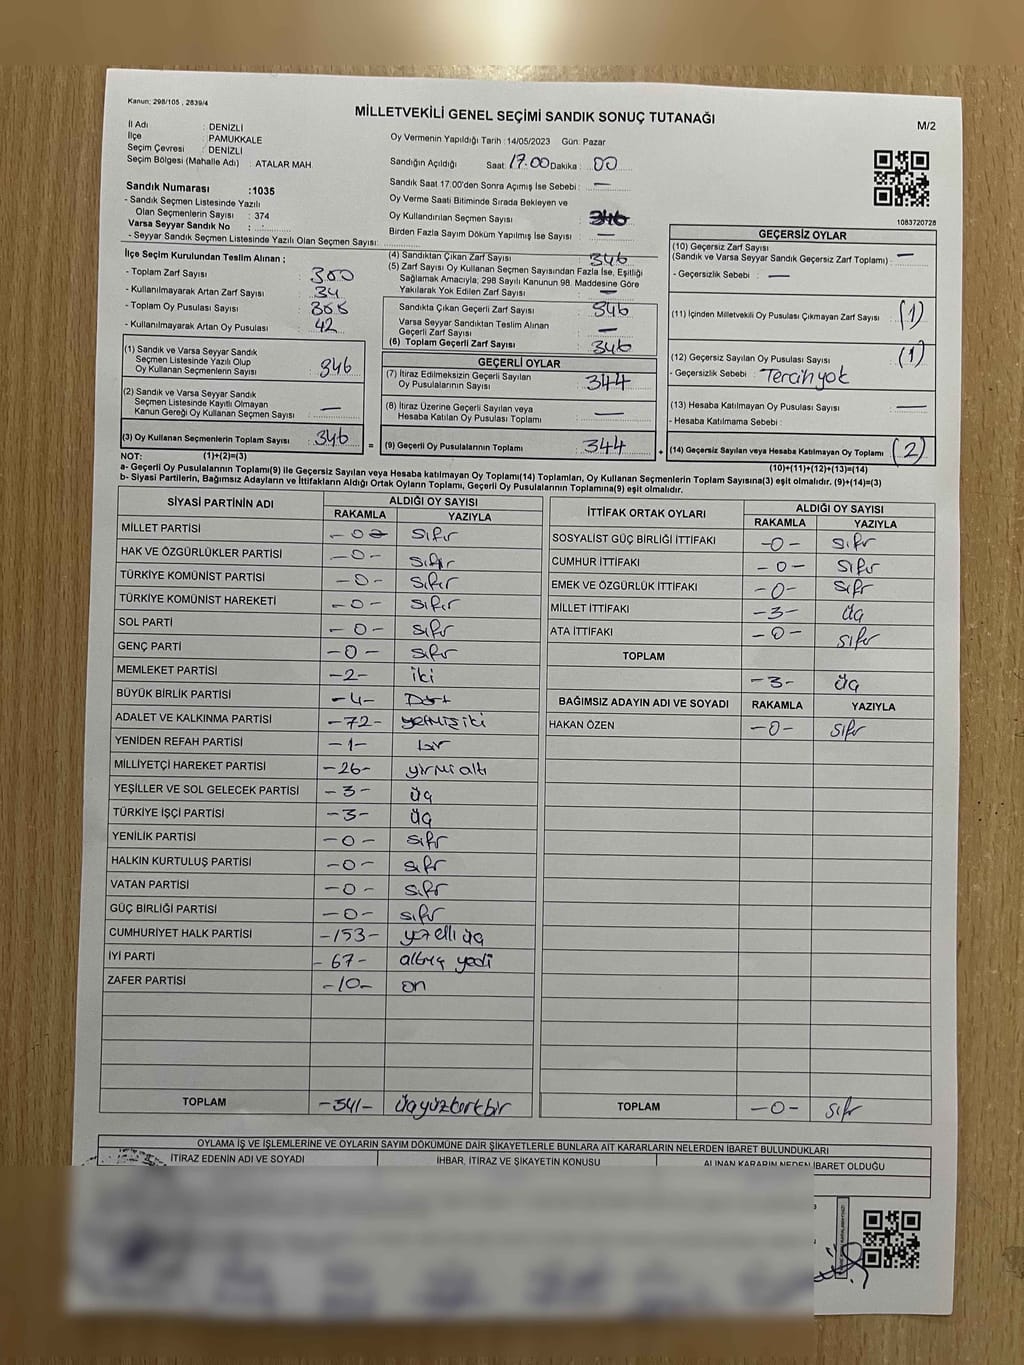 Kanun; 298/105 , 2839/4
MİLLETVEKİLİ GENEL SEÇİMİ SANDIK SONUÇ TUTANAĞI
M/2
İl Adı : DENİZLİ
İlçe : PAMUKKALE
Seçim Çevresi : DENİZLİ
Seçim Bölgesi (Mahalle Adı) : ATALAR MAH.
Sandık Numarası :1035
- Sandık Seçmen Listesinde Yazılı
Olan Seçmenlerin Sayısı : 374
Varsa Seyyar Sandık No :
- Seyyar Sandık Seçmen Listesinde Yazılı Olan Seçmen Sayısı:
Oy Vermenin Yapıldığı Tarih :14/05/2023 Gün: Pazar
Sandığın Açıldığı Saat: 17.00 Dakika : 00
Sandık Saat 17.00'den Sonra Açımış İse Sebebi : —
Oy Verme Saati Bitiminde Sırada Bekleyen ve
Oy Kullandırılan Seçmen Sayısı : —
Birden Fazla Sayım Döküm Yapılmış İse Sayısı : —
1083720728
İlçe Seçim Kurulundan Teslim Alınan ;
- Toplam Zarf Sayısı : 380
- Kullanılmayarak Artan Zarf Sayısı : 34
- Toplam Oy Pusulası Sayısı :
- Kullanılmayarak Artan Oy Pusulası : 42
(1) Sandık ve Varsa Seyyar Sandık
Seçmen Listesinde Yazılı Olup
Oy Kullanan Seçmenlerin Sayısı : 346
(2) Sandık ve Varsa Seyyar Sandık
Seçmen Listesinde Kayıtlı Olmayan
Kanun Gereği Oy Kullanan Seçmen Sayısı : —
(3) Oy Kullanan Seçmenlerin Toplam Sayısı : 346
(4) Sandıktan Çıkan Zarf Sayısı : 346
(5) Zarf Sayısı Oy Kullanan Seçmen Sayısından Fazla İse, Eşitliği
Sağlamak Amacıyla, 298 Sayılı Kanunun 98. Maddesine Göre
Yakılarak Yok Edilen Zarf Sayısı : —
Sandıkta Çıkan Geçerli Zarf Sayısı : 346
Varsa Seyyar Sandıktan Teslim Alınan
Geçerli Zarf Sayısı : —
(6) Toplam Geçerli Zarf Sayısı : 346
GEÇERLİ OYLAR
(7) İtiraz Edilmeksizin Geçerli Sayılan
Oy Pusulalarının Sayısı : 344
(8) İtiraz Üzerine Geçerli Sayılan veya
Hesaba Katılan Oy Pusulası Toplamı : —
= (9) Geçerli Oy Pusulalarının Toplamı : 344
GEÇERSİZ OYLAR
(10) Geçersiz Zarf Sayısı
(Sandık ve Varsa Seyyar Sandık Geçersiz Zarf Toplamı) : —
- Geçersizlik Sebebi : —
(11) İçinden Milletvekili Oy Pusulası Çıkmayan Zarf Sayısı : (1)
(12) Geçersiz Sayılan Oy Pusulası Sayısı : (1)
- Geçersizlik Sebebi : Tercih yok
(13) Hesaba Katılmayan Oy Pusulası Sayısı : —
- Hesaba Katılmama Sebebi :
+ (14) Geçersiz Sayılan veya Hesaba Katılmayan Oy Toplamı : (2)
NOT: (1)+(2)=(3)
(10)+(11)+(12)+(13)=(14)
a- Geçerli Oy Pusulalarının Toplamı(9) ile Geçersiz Sayılan veya Hesaba katılmayan Oy Toplamı(14) Toplamları, Oy Kullanan Seçmenlerin Toplam Sayısına(3) eşit olmalıdır. (9)+(14)=(3)
b- Siyasi Partilerin, Bağımsız Adayların ve İttifakların Aldığı Ortak Oyların Toplamı, Geçerli Oy Pusulalarının Toplamına(9) eşit olmalıdır.
SİYASİ PARTİNİN ADI ALDIĞI OY SAYISI
RAKAMLA YAZIYLA
MİLLET PARTİSİ -0- sıfır
HAK VE ÖZGÜRLÜKLER PARTİSİ -0- sıfır
TÜRKİYE KOMÜNİST PARTİSİ -0- sıfır
TÜRKİYE KOMÜNİST HAREKETİ -0- sıfır
SOL PARTİ -0- sıfır
GENÇ PARTİ -0- sıfır
MEMLEKET PARTİSİ -2- iki
BÜYÜK BİRLİK PARTİSİ -4- Dört
ADALET VE KALKINMA PARTİSİ -72- yetmişiki
YENİDEN REFAH PARTİSİ -1- bir
MİLLİYETÇİ HAREKET PARTİSİ -26- yirmi altı
YEŞİLLER VE SOL GELECEK PARTİSİ -3- üç
TÜRKİYE İŞÇİ PARTİSİ -3- üç
YENİLİK PARTİSİ -0- sıfır
HALKIN KURTULUŞ PARTİSİ -0- sıfır
VATAN PARTİSİ -0- sıfır
GÜÇ BİRLİĞİ PARTİSİ -0- sıfır
CUMHURİYET HALK PARTİSİ -153- yüz elli üç
İYİ PARTİ -67- altmış yedi
ZAFER PARTİSİ -10- on
TOPLAM -341- üçyüzkırkbir
İTTİFAK ORTAK OYLARI ALDIĞI OY SAYISI
RAKAMLA YAZIYLA
SOSYALİST GÜÇ BİRLİĞİ İTTİFAKI -0- sıfır
CUMHUR İTTİFAKI -0- sıfır
EMEK VE ÖZGÜRLÜK İTTİFAKI -0- sıfır
MİLLET İTTİFAKI -3- üç
ATA İTTİFAKI -0- sıfır
TOPLAM -3- üç
BAĞIMSIZ ADAYIN ADI VE SOYADI RAKAMLA YAZIYLA
HAKAN ÖZEN -0- sıfır
TOPLAM -0- sıfır
OYLAMA İŞ VE İŞLEMLERİNE VE OYLARIN SAYIM DÖKÜMÜNE DAİR ŞİKAYETLERLE BUNLARA AİT KARARLARIN NELERDEN İBARET BULUNDUKLARI
İTİRAZ EDENİN ADI VE SOYADI İHBAR, İTİRAZ VE ŞİKAYETİN KONUSU ALINAN KARARIN NEDEN İBARET OLDUĞU